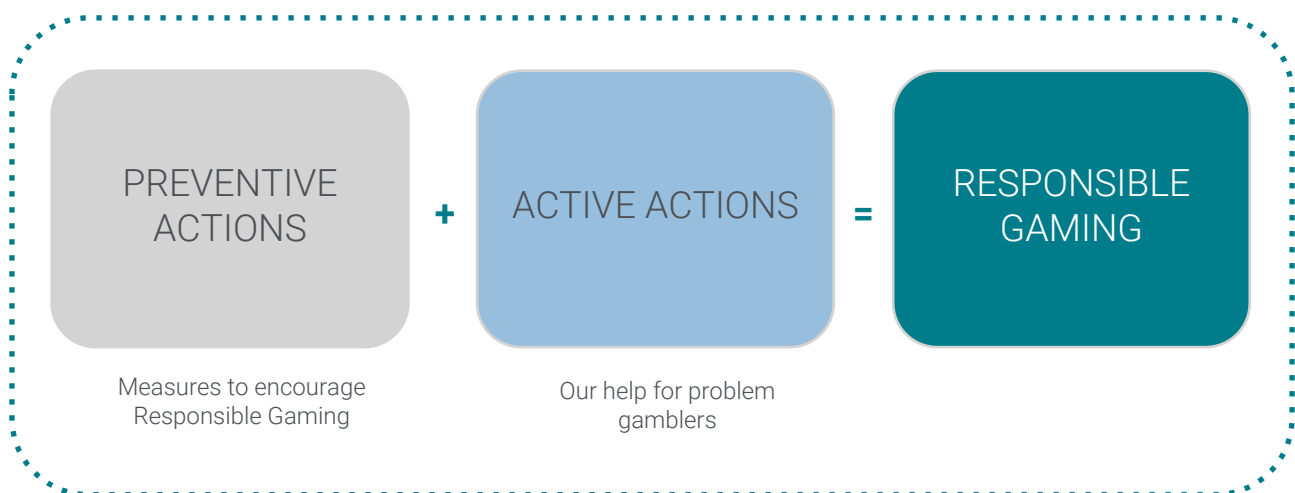 PREVENTIVE
ACTIONS
+
ACTIVE ACTIONS
=
RESPONSIBLE
GAMING
Measures to encourage
Responsible Gaming
Our help for problem
gamblers